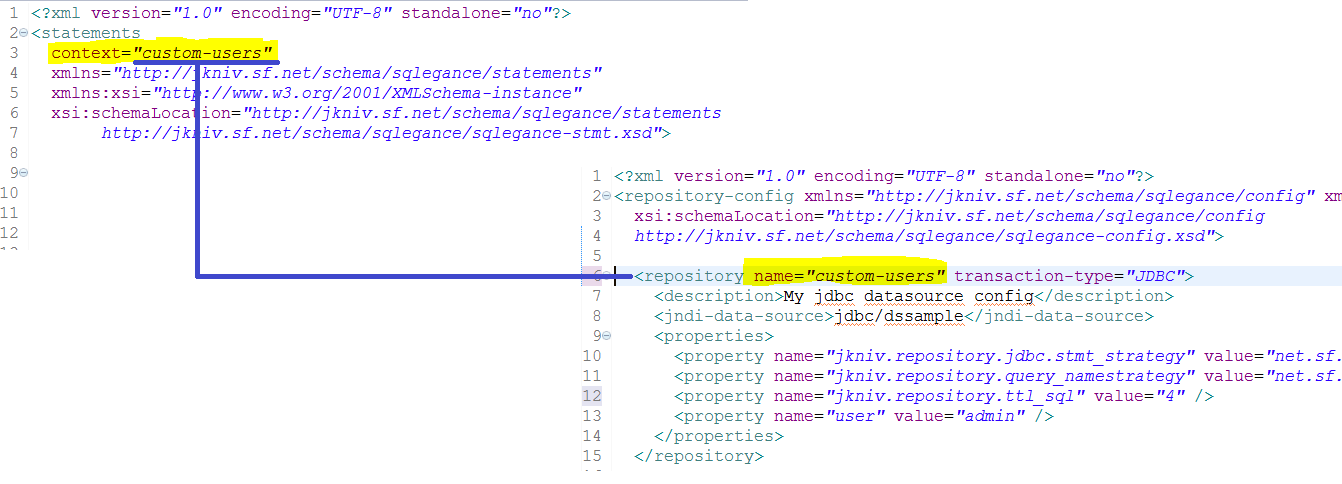 1 <?xml version="1.0" encoding="UTF-8" standalone="no"?>
2 <statements
3 context="custom-users"
4 xmlns="http://jkniv.sf.net/schema/sqlegance/statements"
5 xmlns:xsi="http://www.w3.org/2001/XMLSchema-instance"
6 xsi:schemaLocation="http://jkniv.sf.net/schema/sqlegance/statements
7 http://jkniv.sf.net/schema/sqlegance/sqlegance-stmt.xsd">
8
9
10
11
12
1 <?xml version="1.0" encoding="UTF-8" standalone="no"?>
2 <repository-config xmlns="http://jkniv.sf.net/schema/sqlegance/config" xm
3 xsi:schemaLocation="http://jkniv.sf.net/schema/sqlegance/config
4 http://jkniv.sf.net/schema/sqlegance/sqlegance-config.xsd">
5
6 <repository name="custom-users" transaction-type="JDBC">
7 <description>My jdbc datasource config</description>
8 <jndi-data-source>jdbc/dssample</jndi-data-source>
9 <properties>
10 <property name="jkniv.repository.jdbc.stmt_strategy" value="net.sf.
11 <property name="jkniv.repository.query_namestrategy" value="net.sf.
12 <property name="jkniv.repository.ttl_sql" value="4" />
13 <property name="user" value="admin" />
14 </properties>
15 </repository>